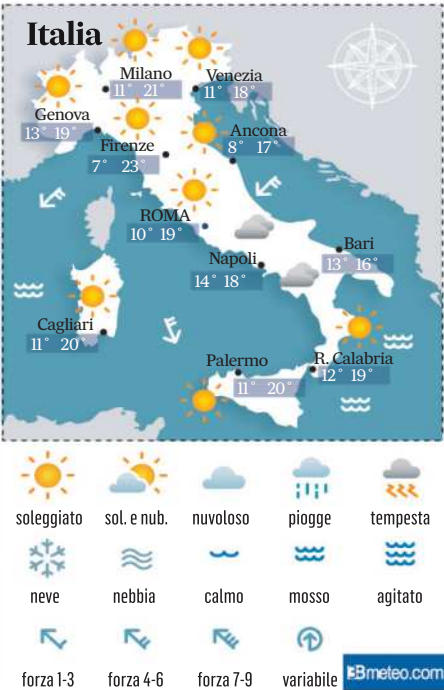 Italia
Milano
11° 21°
Venezia
11° 18°
Genova
13° 19°
Ancona
8° 17°
Firenze
7° 23°
ROMA
10° 19°
Bari
13° 16°
Napoli
14° 18°
Cagliari
11° 20°
Palermo
11° 20°
R. Calabria
12° 19°
soleggiato sol. e nub. nuvoloso piogge tempesta
neve nebbia calmo mosso agitato
forza 1-3 forza 4-6 forza 7-9 variabile
3Bmeteo.com